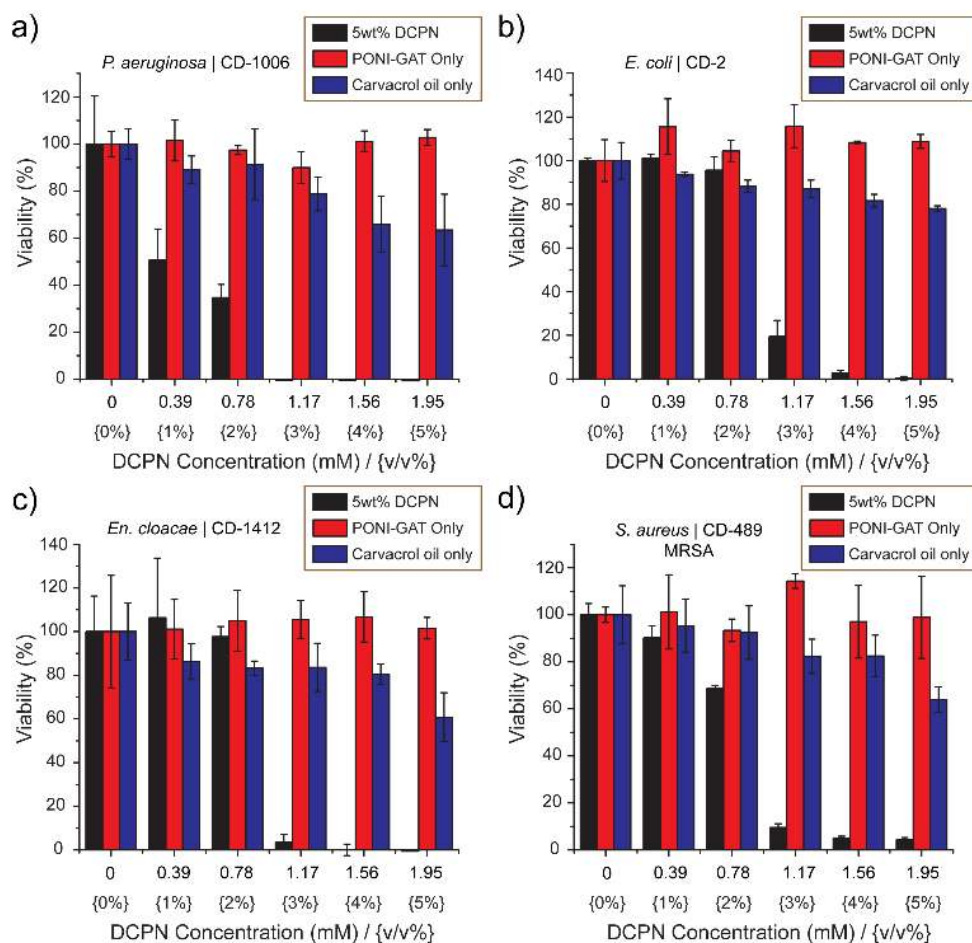 a)
5wt% DCPN
PONI-GAT Only
Carvacrol oil only
P. aeruginosa | CD-1006
Viability (%)
120
100
80
60
40
20
0
0 0.39 0.78 1.17 1.56 1.95
{0%} {1%} {2%} {3%} {4%} {5%}
DCPN Concentration (mM) / {v/v%}
b)
5wt% DCPN
PONI-GAT Only
Carvacrol oil only
E. coli | CD-2
Viability (%)
140
120
100
80
60
40
20
0
0 0.39 0.78 1.17 1.56 1.95
{0%} {1%} {2%} {3%} {4%} {5%}
DCPN Concentration (mM) / {v/v%}
c)
5wt% DCPN
PONI-GAT Only
Carvacrol oil only
En. cloacae | CD-1412
Viability (%)
140
120
100
80
60
40
20
0
0 0.39 0.78 1.17 1.56 1.95
{0%} {1%} {2%} {3%} {4%} {5%}
DCPN Concentration (mM) / {v/v%}
d)
5wt% DCPN
PONI-GAT Only
Carvacrol oil only
S. aureus | CD-489
MRSA
Viability (%)
120
100
80
60
40
20
0
0 0.39 0.78 1.17 1.56 1.95
{0%} {1%} {2%} {3%} {4%} {5%}
DCPN Concentration (mM) / {v/v%}